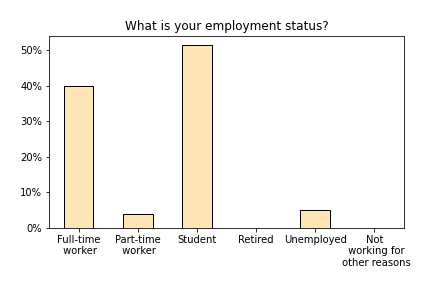 What is your employment status?
50%
40%
30%
20%
10%
0%
Full-time
worker
Part-time
worker
Student
Retired
Unemployed
Not
working for
other reasons